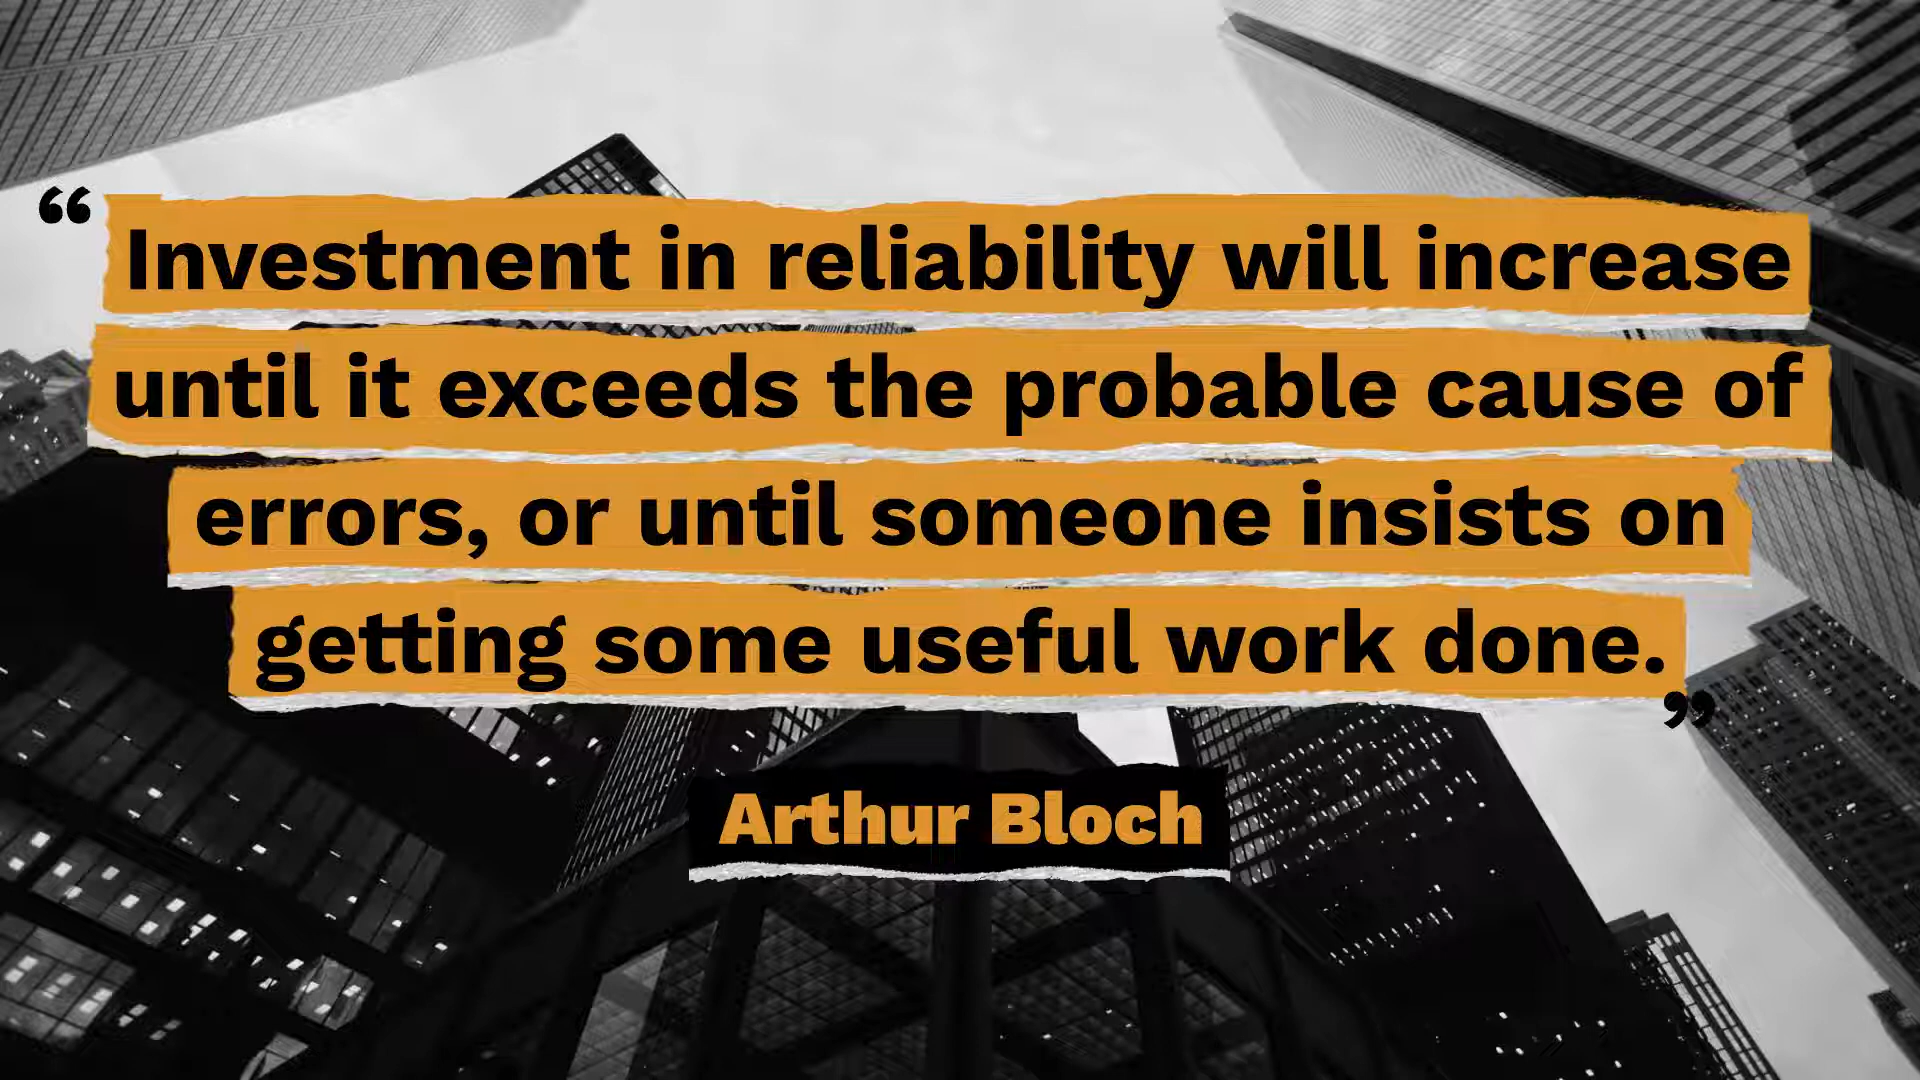 “Investment in reliability will increase
until it exceeds the probable cause of
errors, or until someone insists on
getting some useful work done.”
Arthur Bloch